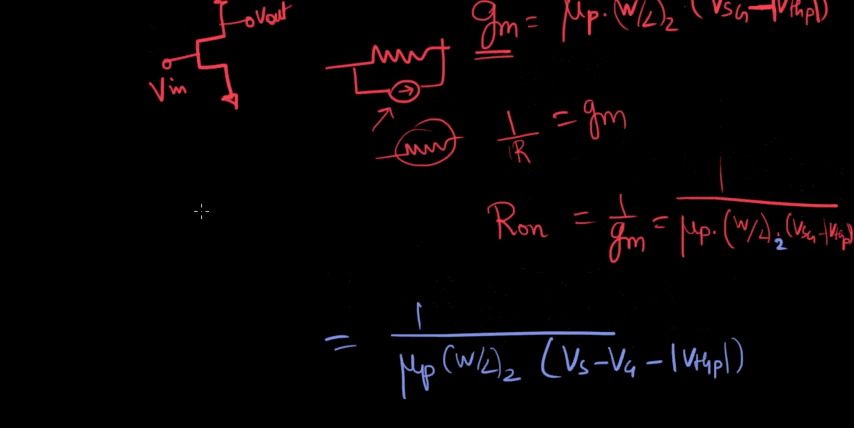 Vout
gm = μp. (W/L)2 (VSG-|Vthp|)
Vin
1/R = gm
Ron = 1/gm = 1/μp. (W/L)2 (VSG-|Vthp|
= 1/μp (W/L)2 (VS-VG-|Vthp|)